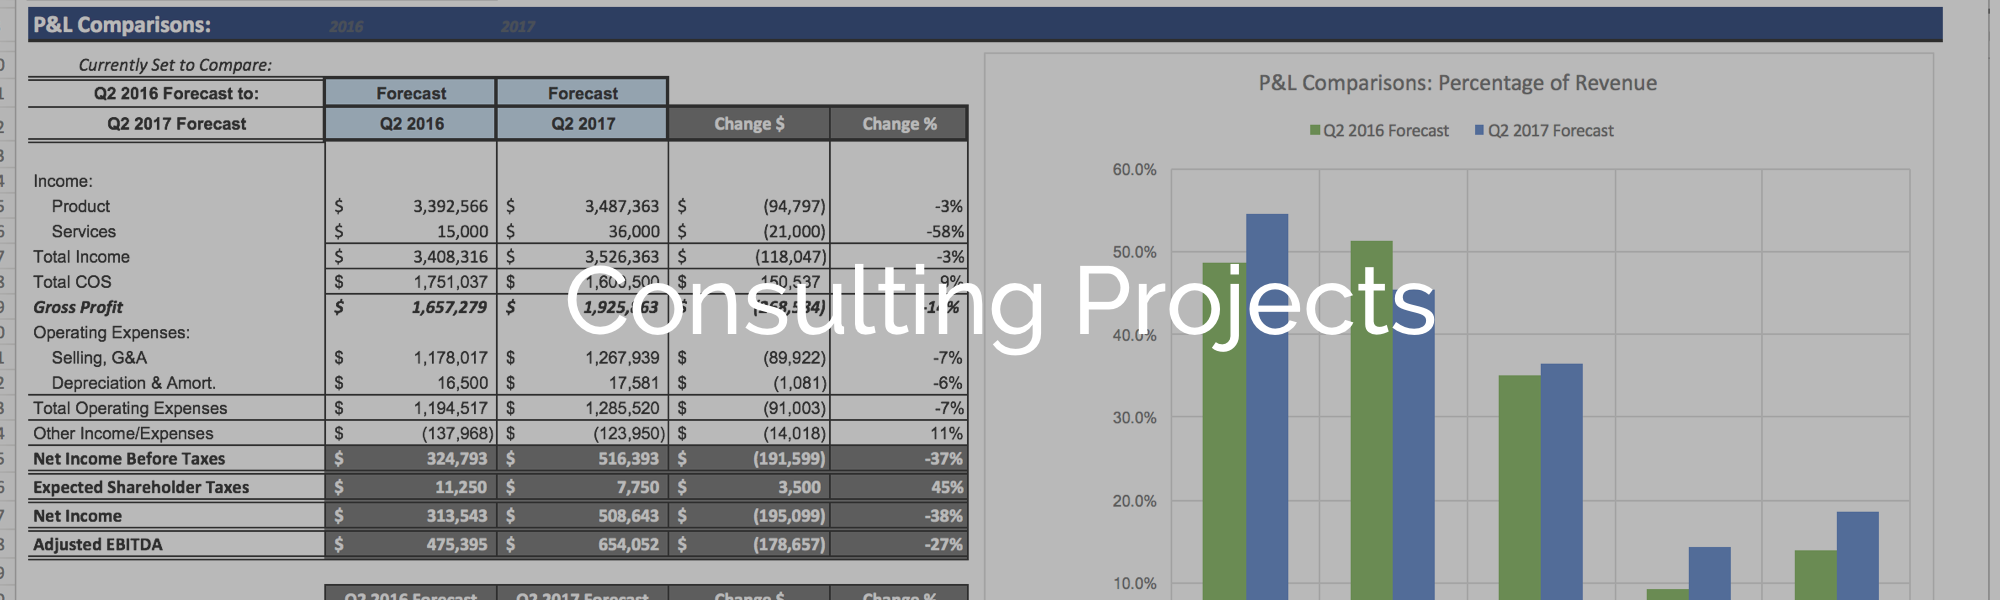 P&L Comparisons: 2016 2017
Currently Set to Compare:
Q2 2016 Forecast to: Forecast Forecast
Q2 2017 Forecast Q2 2016 Q2 2017 Change $ Change %
Income:
Product $ 3,392,566 $ 3,487,363 $ (94,797) -3%
Services $ 15,000 $ 36,000 $ (21,000) -58%
Total Income $ 3,408,316 $ 3,526,363 $ (118,047) -3%
Total COS $ 1,751,037 $ 1,600,500 $ 150,537 9%
Gross Profit $ 1,657,279 $ $ -14%
Operating Expenses:
Selling, G&A $ 1,178,017 $ 1,267,939 $ (89,922) -7%
Depreciation & Amort. $ 16,500 $ 17,581 $ (1,081) -6%
Total Operating Expenses $ 1,194,517 $ 1,285,520 $ (91,003) -7%
Other Income/Expenses $ (137,968) $ (123,950) $ (14,018) 11%
Net Income Before Taxes $ 324,793 $ 516,393 $ (191,599) -37%
Expected Shareholder Taxes $ 11,250 $ 7,750 $ 3,500 45%
Net Income $ 313,543 $ 508,643 $ (195,099) -38%
Adjusted EBITDA $ 475,395 $ 654,052 $ (178,657) -27%
Q2 2016 Forecast Q2 2017 Forecast Change $ Change %
Consulting Projects
P&L Comparisons: Percentage of Revenue
Q2 2016 Forecast Q2 2017 Forecast
60.0%
50.0%
40.0%
30.0%
20.0%
10.0%